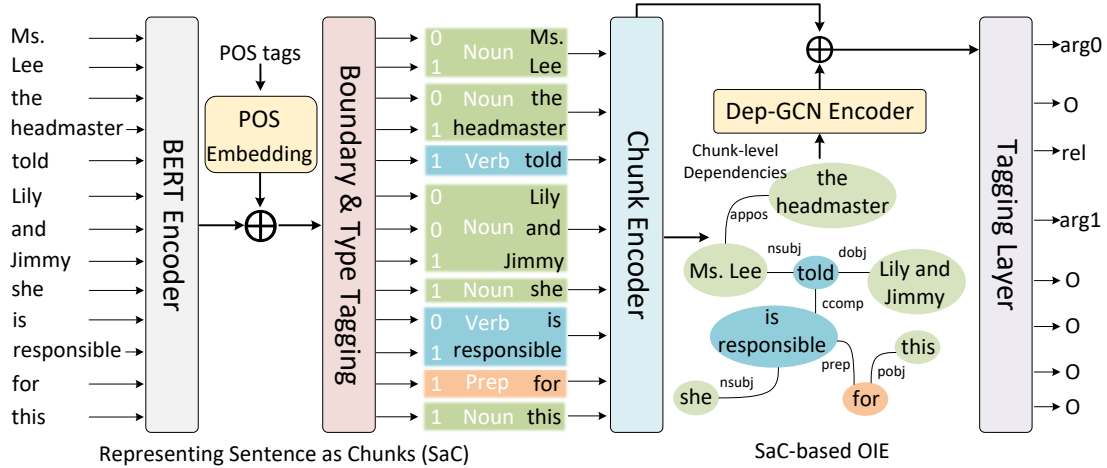 Ms.
Lee
the
headmaster
told
Lily
and
Jimmy
she
is
responsible
for
this
BERT Encoder
POS tags
POS
Embedding
Boundary & Type Tagging
0 Ms.
Noun
1 Lee
0 Noun the
1 headmaster
1 Verb told
0 Lily
0 Noun and
1 Jimmy
1 Noun she
0 Verb is
1 responsible
1 Prep for
1 Noun this
Chunk Encoder
Dep-GCN Encoder
Chunk-level
Dependencies
the
headmaster
appos
Ms. Lee
nsubj
told
dobj
Lily and
Jimmy
ccomp
is
responsible
this
prep
pobj
she
nsubj
for
Tagging Layer
arg0
O
rel
arg1
O
O
O
O
Representing Sentence as Chunks (SaC)
SaC-based OIE